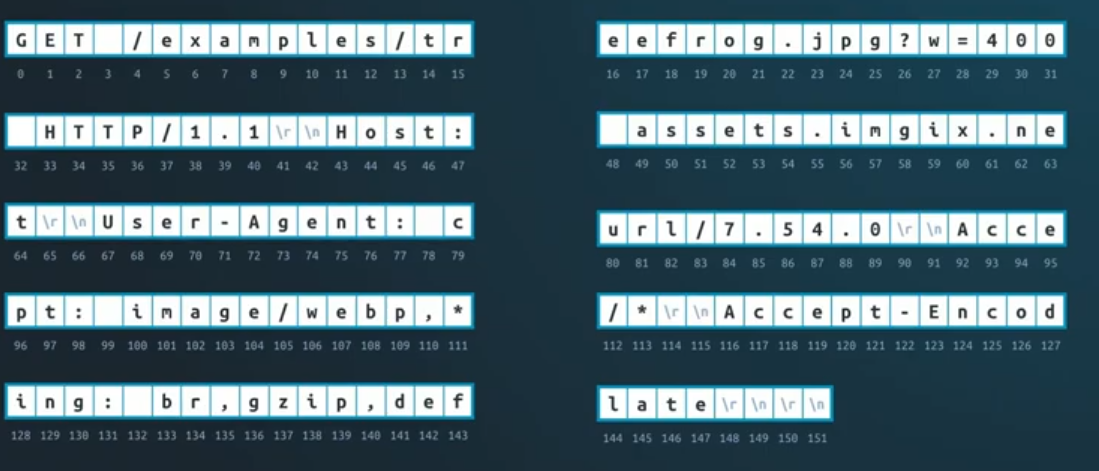 G E T   / e x a m p l e s / t r
0 1 2 3 4 5 6 7 8 9 10 11 12 13 14 15
e e f r o g . j p g ? w = 4 0 0
16 17 18 19 20 21 22 23 24 25 26 27 28 29 30 31
  H T T P / 1 . 1 \r \n H o s t :
32 33 34 35 36 37 38 39 40 41 42 43 44 45 46 47
  a s s e t s . i m g i x . n e
48 49 50 51 52 53 54 55 56 57 58 59 60 61 62 63
t \r \n U s e r - A g e n t :   c
64 65 66 67 68 69 70 71 72 73 74 75 76 77 78 79
u r l / 7 . 5 4 . 0 \r \n A c c e
80 81 82 83 84 85 86 87 88 89 90 91 92 93 94 95
p t :   i m a g e / w e b p , *
96 97 98 99 100 101 102 103 104 105 106 107 108 109 110 111
/ * \r \n A c c e p t - E n c o d
112 113 114 115 116 117 118 119 120 121 122 123 124 125 126 127
i n g :   b r , g z i p , d e f
128 129 130 131 132 133 134 135 136 137 138 139 140 141 142 143
l a t e \r \n \r \n
144 145 146 147 148 149 150 151